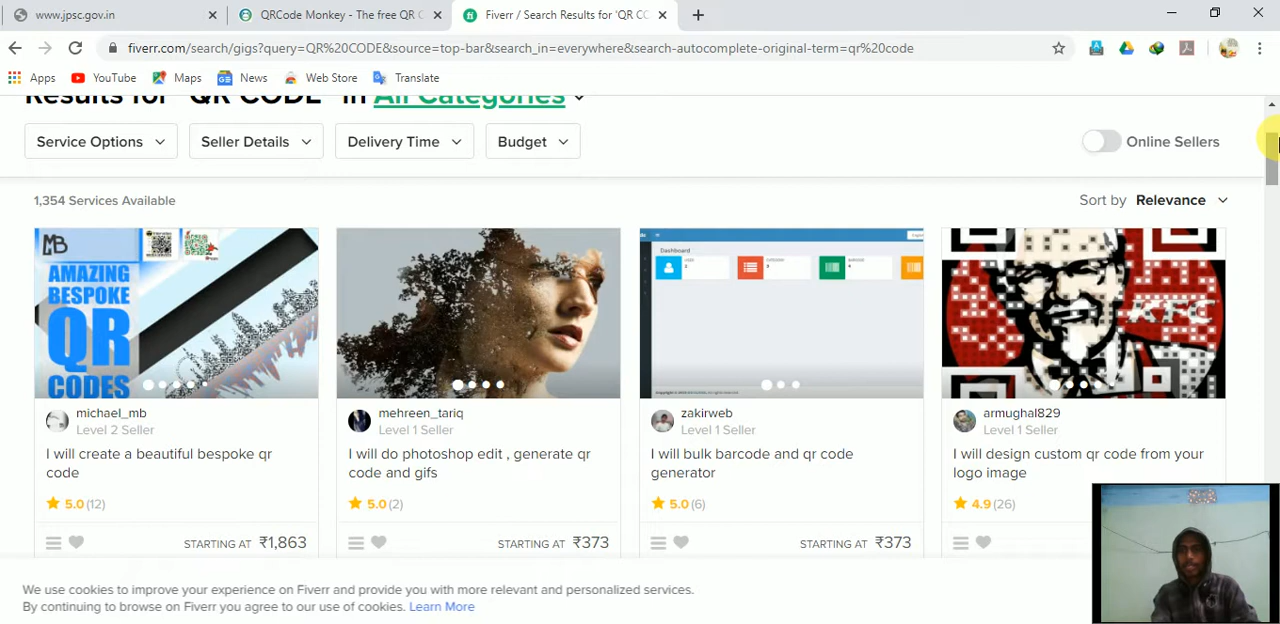 www.jpsc.gov.in
QRCode Monkey - The free QR C
Fiverr / Search Results for 'QR CC
fiverr.com/search/gigs?query=QR%20CODE&source=top-bar&search_in=everywhere&search-autocomplete-original-term=qr%20code
Apps YouTube Maps News Web Store Translate
Results for "QR CODE" in All Categories
Service Options Seller Details Delivery Time Budget Online Sellers
1,354 Services Available Sort by Relevance
MB
AMAZING
BESPOKE
QR
CODES
Dashboard
KFC
michael_mb
Level 2 Seller
I will create a beautiful bespoke qr
code
5.0 (12)
STARTING AT ₹1,863
mehreen_tariq
Level 1 Seller
I will do photoshop edit , generate qr
code and gifs
5.0 (2)
STARTING AT ₹373
zakirweb
Level 1 Seller
I will bulk barcode and qr code
generator
5.0 (6)
STARTING AT ₹373
armughal829
Level 1 Seller
I will design custom qr code from your
logo image
4.9 (26)
We use cookies to improve your experience on Fiverr and provide you with more relevant and personalized services.
By continuing to browse on Fiverr you agree to our use of cookies. Learn More